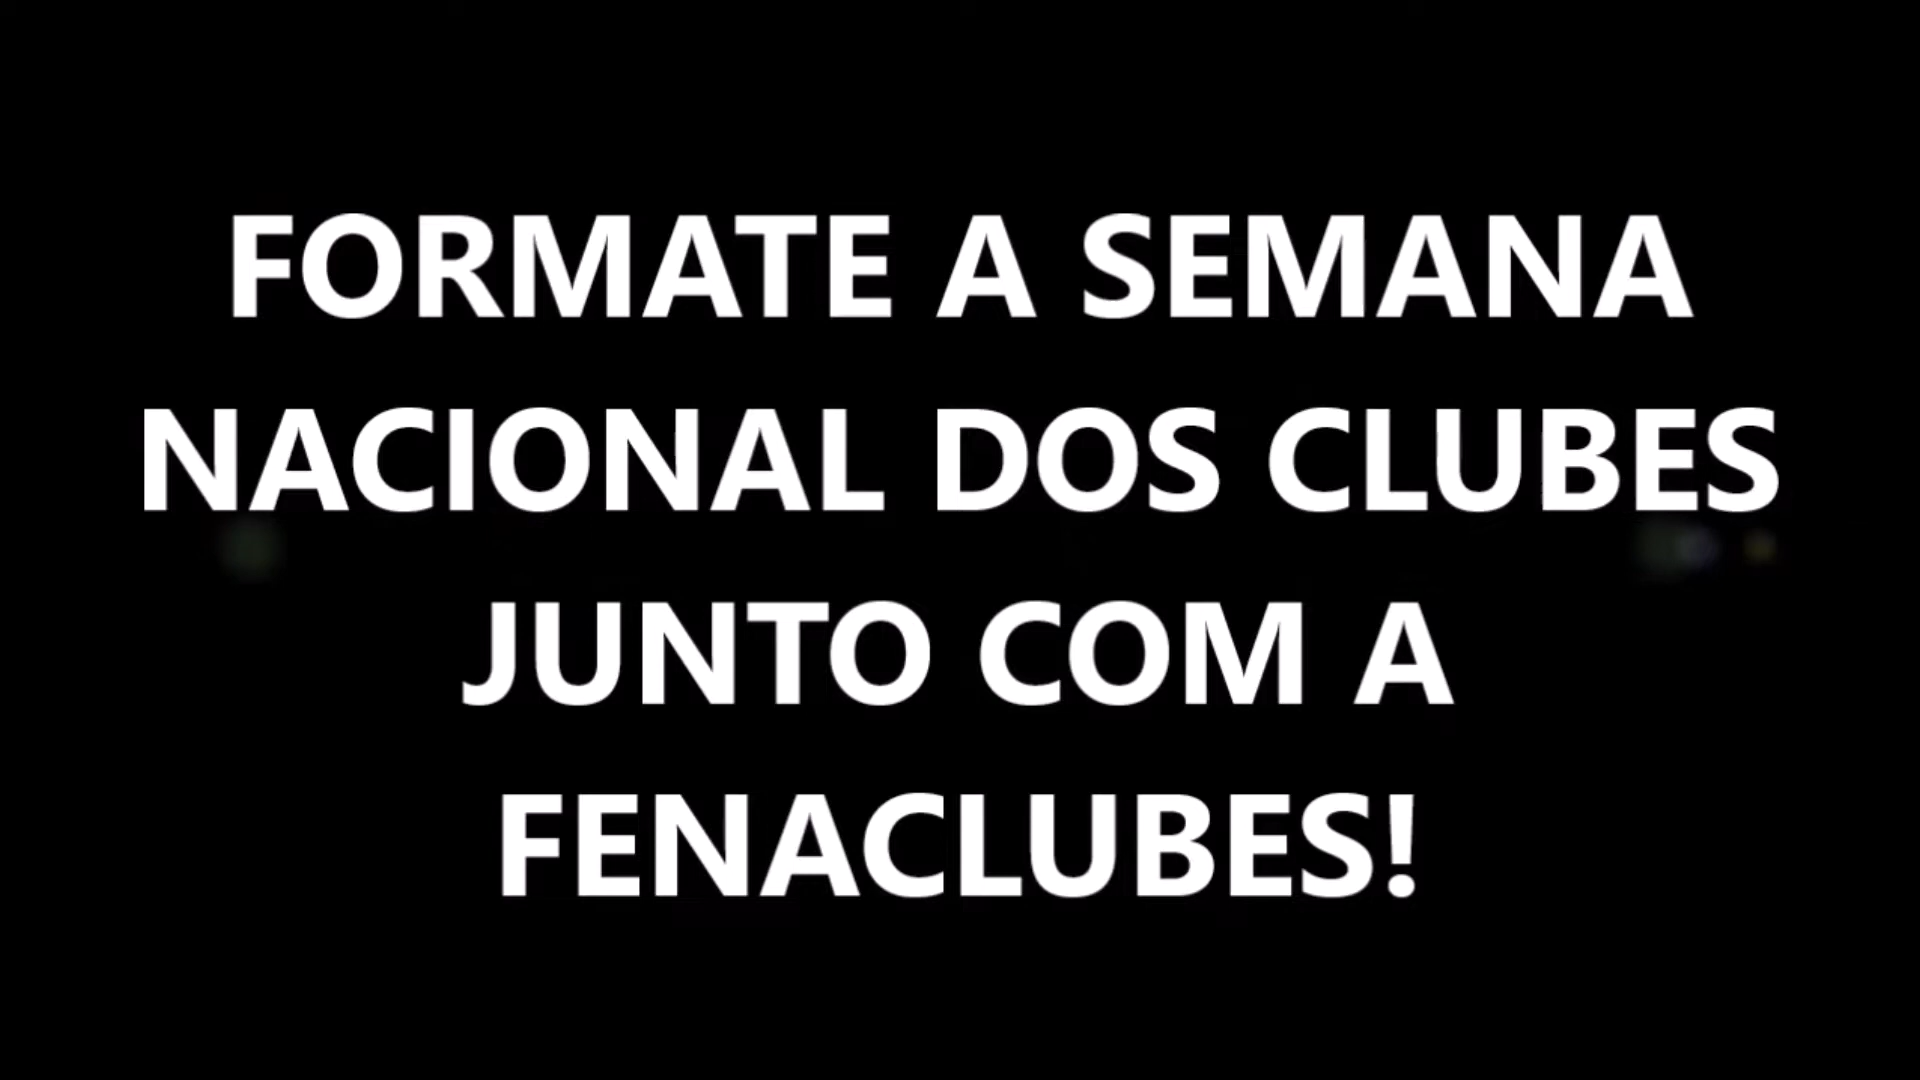 FORMATE A SEMANA
NACIONAL DOS CLUBES
JUNTO COM A
FENACLUBES!